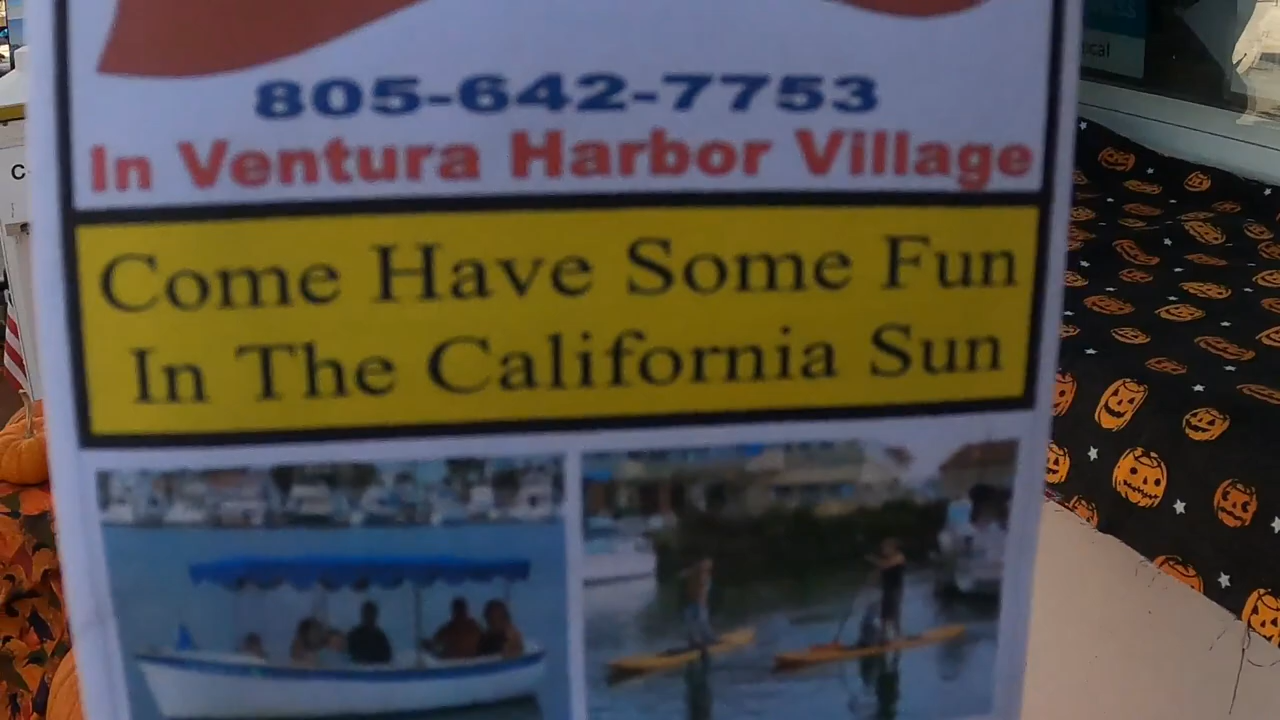 805-642-7753
In Ventura Harbor Village
Come Have Some Fun
In The California Sun